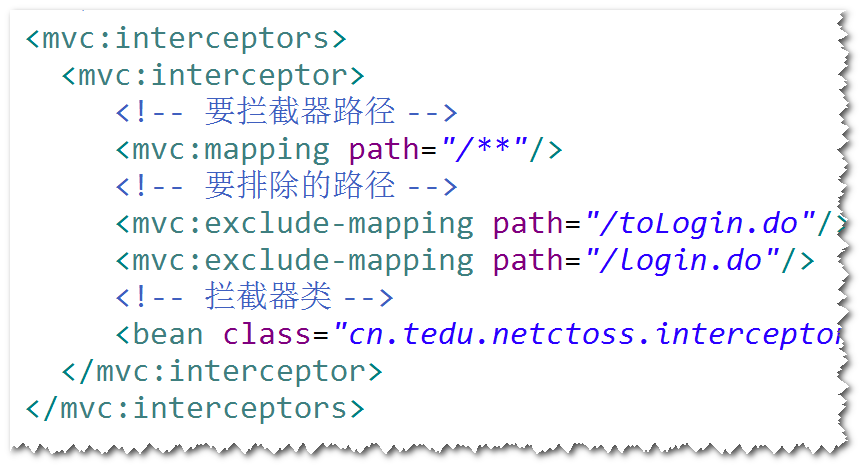 <mvc:interceptors>
<mvc:interceptor>
<!-- 要拦截器路径 -->
<mvc:mapping path="/**"/>
<!-- 要排除的路径 -->
<mvc:exclude-mapping path="/toLogin.do"/>
<mvc:exclude-mapping path="/login.do"/>
<!-- 拦截器类 -->
<bean class="cn.tedu.netctoss.interceptor
</mvc:interceptor>
</mvc:interceptors>